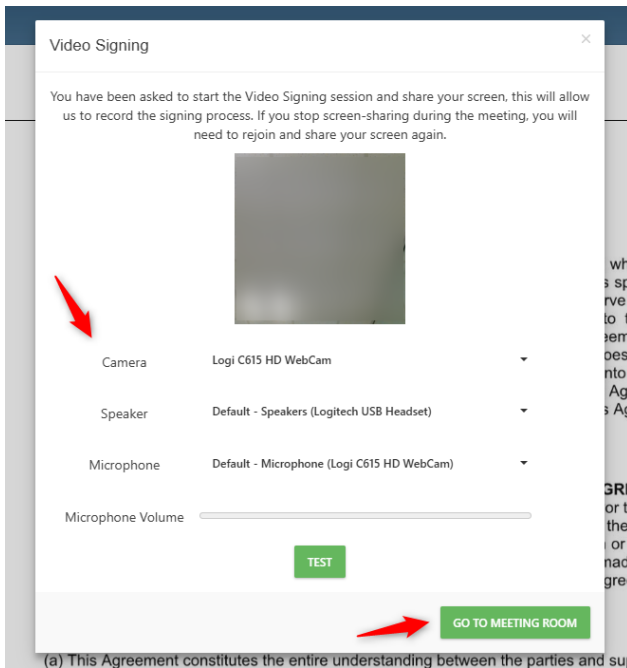 Video Signing
×
You have been asked to start the Video Signing session and share your screen, this will allow
us to record the signing process. If you stop screen-sharing during the meeting, you will
need to rejoin and share your screen again.
Camera
Logi C615 HD WebCam
Speaker
Default - Speakers (Logitech USB Headset)
Microphone
Default - Microphone (Logi C615 HD WebCam)
Microphone Volume
TEST
GO TO MEETING ROOM
(a) This Agreement constitutes the entire understanding between the parties and